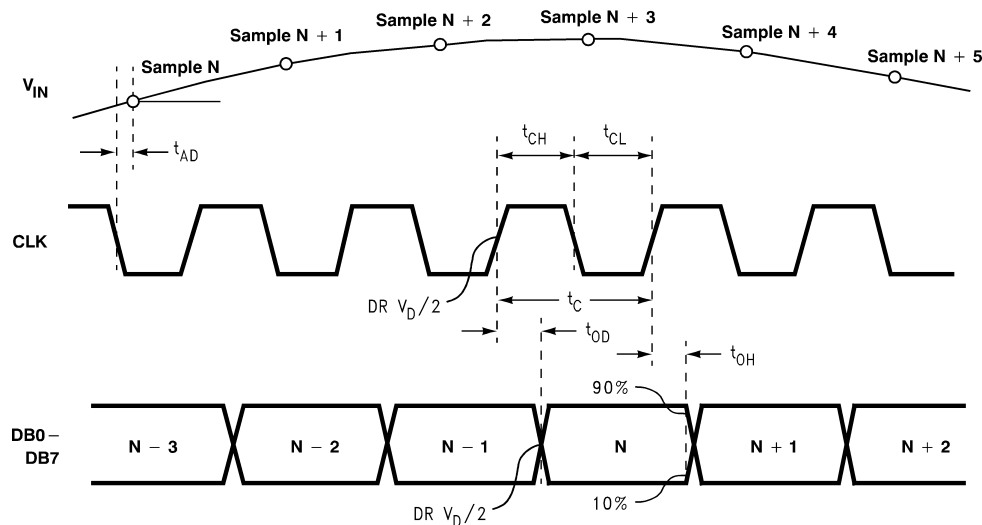 Sample N
Sample N + 1
Sample N + 2
Sample N + 3
Sample N + 4
Sample N + 5
VIN
tAD
tCH
tCL
CLK
DR VD/2
tC
tOD
tOH
90%
DB0–
DB7
N − 3
N − 2
N − 1
N
N + 1
N + 2
DR VD/2
10%